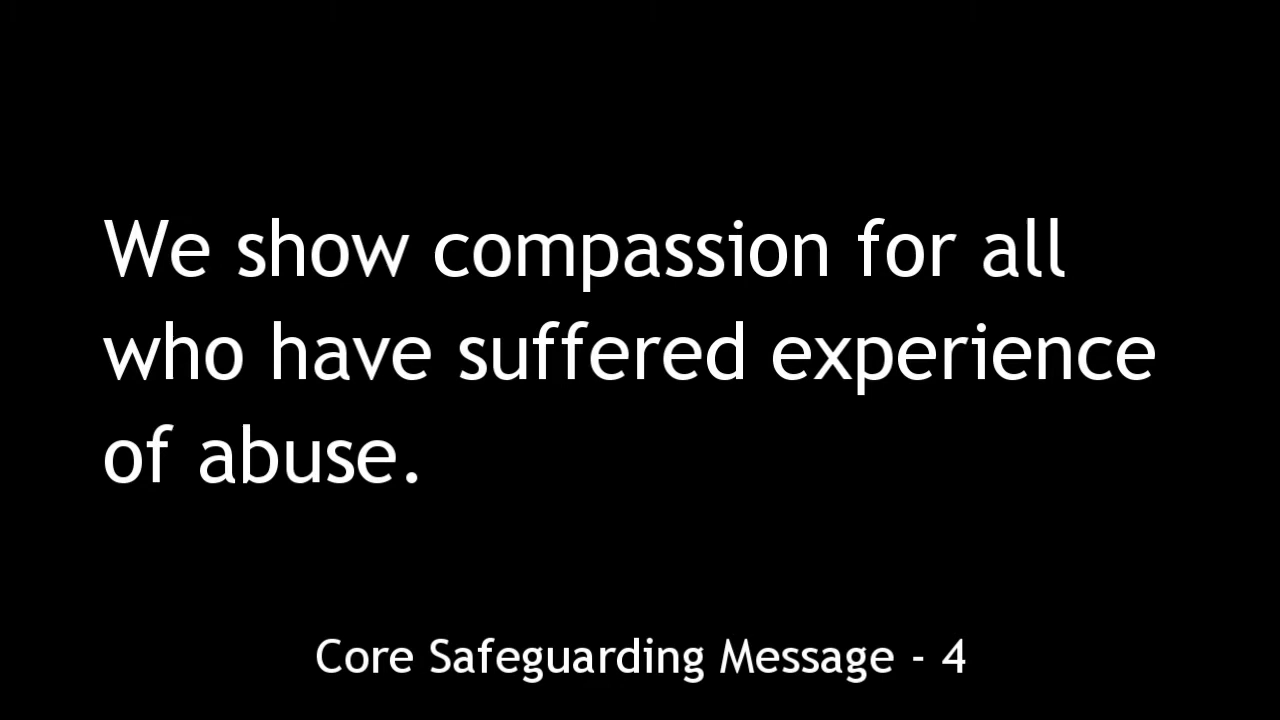 We show compassion for all
who have suffered experience
of abuse.
Core Safeguarding Message - 4